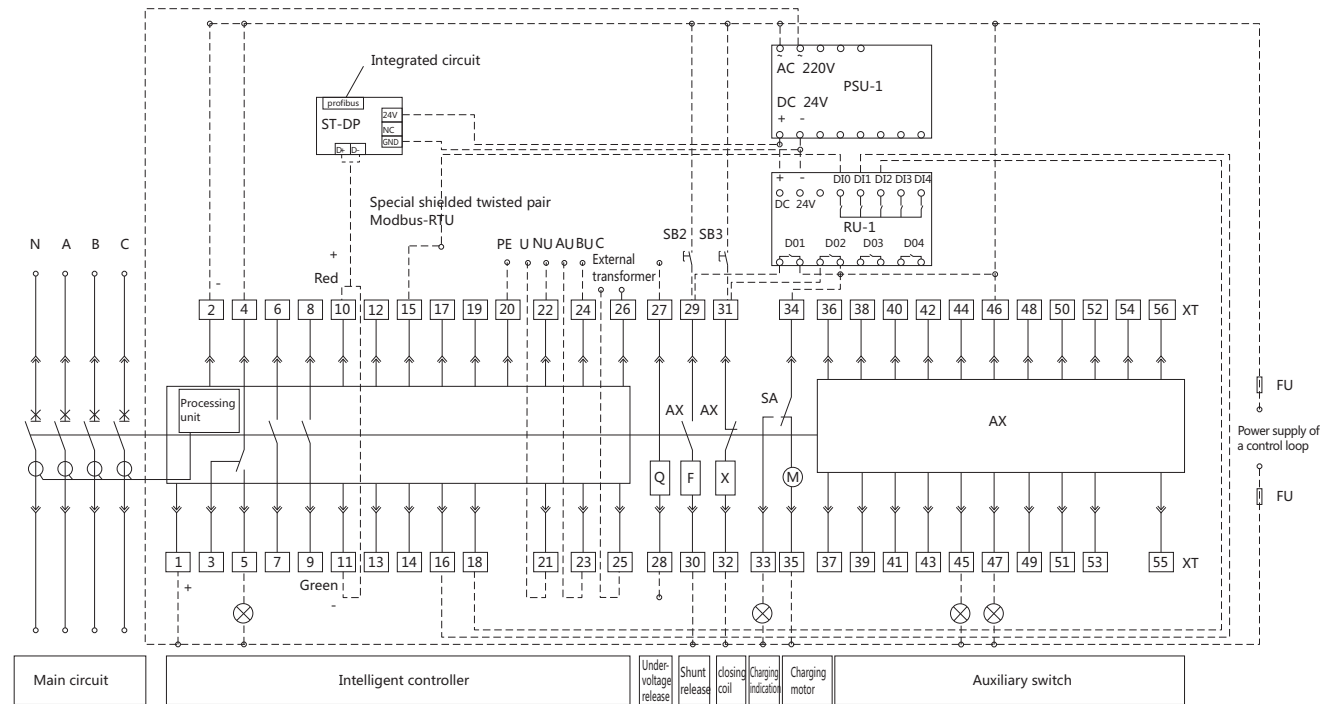 Integrated circuit
AC 220V
PSU-1
DC 24V
+ -
profibus
ST-DP
24V
NC
GND
D+ D-
+ - DI0 DI1 DI2 DI3 DI4
DC 24V
RU-1
D01 D02 D03 D04
Special shielded twisted pair
Modbus-RTU
N A B C
+
Red
-
PE U NU AU BU C
External
transformer
SB2 SB3
2 4 6 8 10 12 15 17 19 20 22 24 26 27 29 31 34 36 38 40 42 44 46 48 50 52 54 56 XT
Processing
unit
AX AX
SA
AX
Q F X M
FU
Power supply of
a control loop
FU
1 3 5 7 9 11 13 14 16 18 21 23 25 28 30 32 33 35 37 39 41 43 45 47 49 51 53 55 XT
+
Green
-
Main circuit
Intelligent controller
Under-
voltage
release
Shunt
release
closing
coil
Charging
indication
Charging
motor
Auxiliary switch